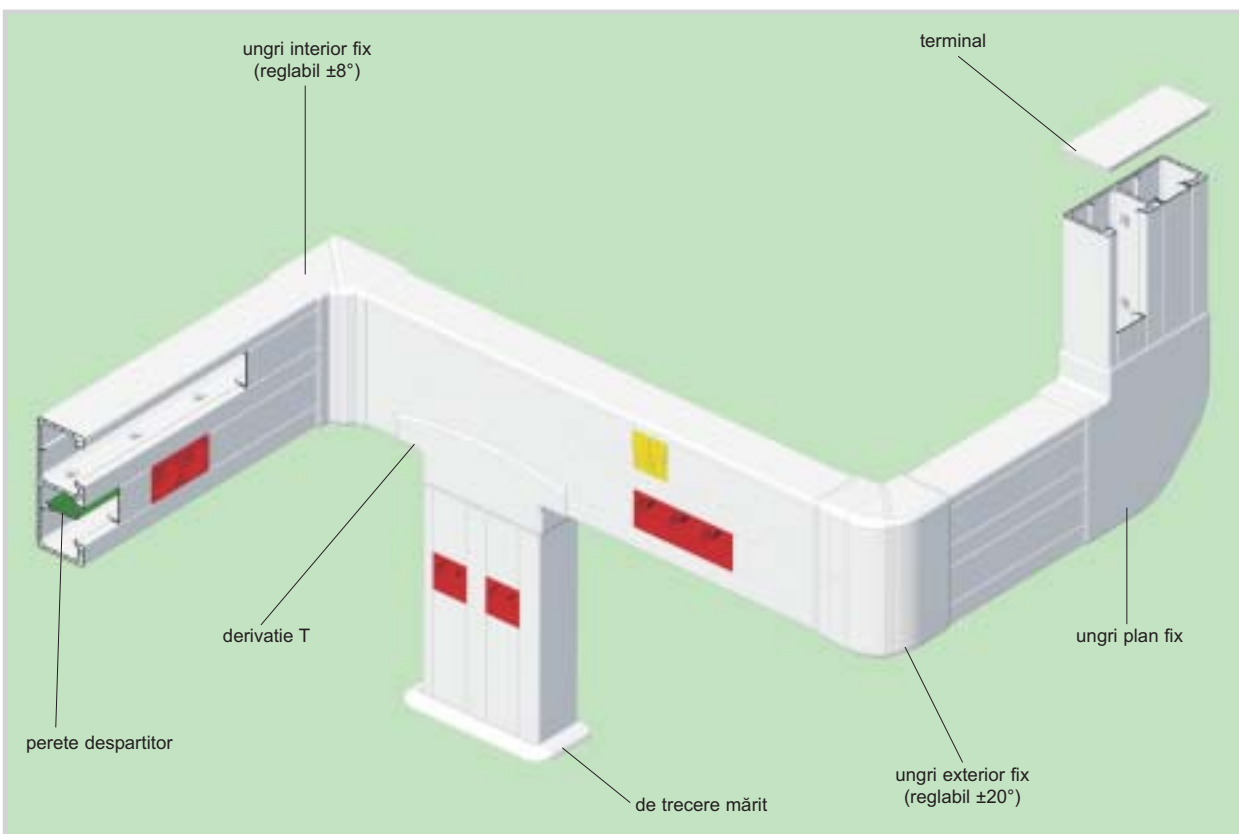 ungri interior fix
(reglabil ±8°)
terminal
derivatie T
ungri plan fix
perete despartitor
ungri exterior fix
(reglabil ±20°)
de trecere mărit